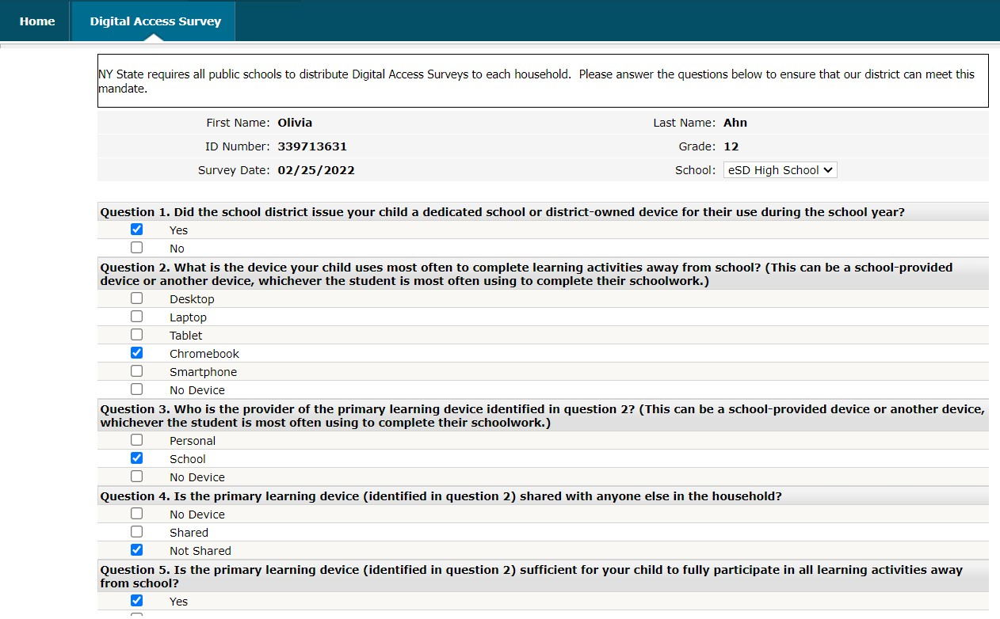 Home Digital Access Survey
NY State requires all public schools to distribute Digital Access Surveys to each household. Please answer the questions below to ensure that our district can meet this
mandate.
First Name: Olivia Last Name: Ahn
ID Number: 339713631 Grade: 12
Survey Date: 02/25/2022 School: eSD High School
Question 1. Did the school district issue your child a dedicated school or district-owned device for their use during the school year?
Yes
No
Question 2. What is the device your child uses most often to complete learning activities away from school? (This can be a school-provided
device or another device, whichever the student is most often using to complete their schoolwork.)
Desktop
Laptop
Tablet
Chromebook
Smartphone
No Device
Question 3. Who is the provider of the primary learning device identified in question 2? (This can be a school-provided device or another device,
whichever the student is most often using to complete their schoolwork.)
Personal
School
No Device
Question 4. Is the primary learning device (identified in question 2) shared with anyone else in the household?
No Device
Shared
Not Shared
Question 5. Is the primary learning device (identified in question 2) sufficient for your child to fully participate in all learning activities away
from school?
Yes